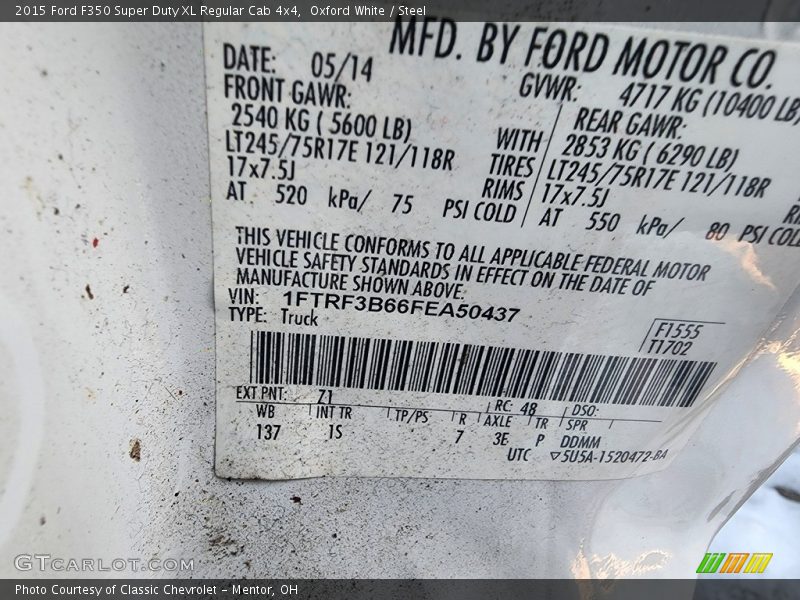 2015 Ford F350 Super Duty XL Regular Cab 4x4, Oxford White / Steel
MFD. BY FORD MOTOR CO.
DATE: 05/14
GVWR: 4717 KG (10400 LB)
FRONT GAWR:
2540 KG ( 5600 LB)
LT245/75R17E 121/118R
17x7.5J
AT 520 kPa/ 75 PSI COLD
WITH
TIRES
RIMS
REAR GAWR:
2853 KG ( 6290 LB)
LT245/75R17E 121/118R
17x7.5J
AT 550 kPa/ 80 PSI COLD
THIS VEHICLE CONFORMS TO ALL APPLICABLE FEDERAL MOTOR
VEHICLE SAFETY STANDARDS IN EFFECT ON THE DATE OF
MANUFACTURE SHOWN ABOVE.
VIN: 1FTRF3B66FEA50437
TYPE: Truck
F1555
T1702
EXT PNT: Z1 RC: 48 DSO:
WB INT TR TP/PS R AXLE TR SPR
137 1S 7 3E P DDMM
UTC ▽5U5A-1520472-BA
GTCARLOT.COM
Photo Courtesy of Classic Chevrolet - Mentor, OH